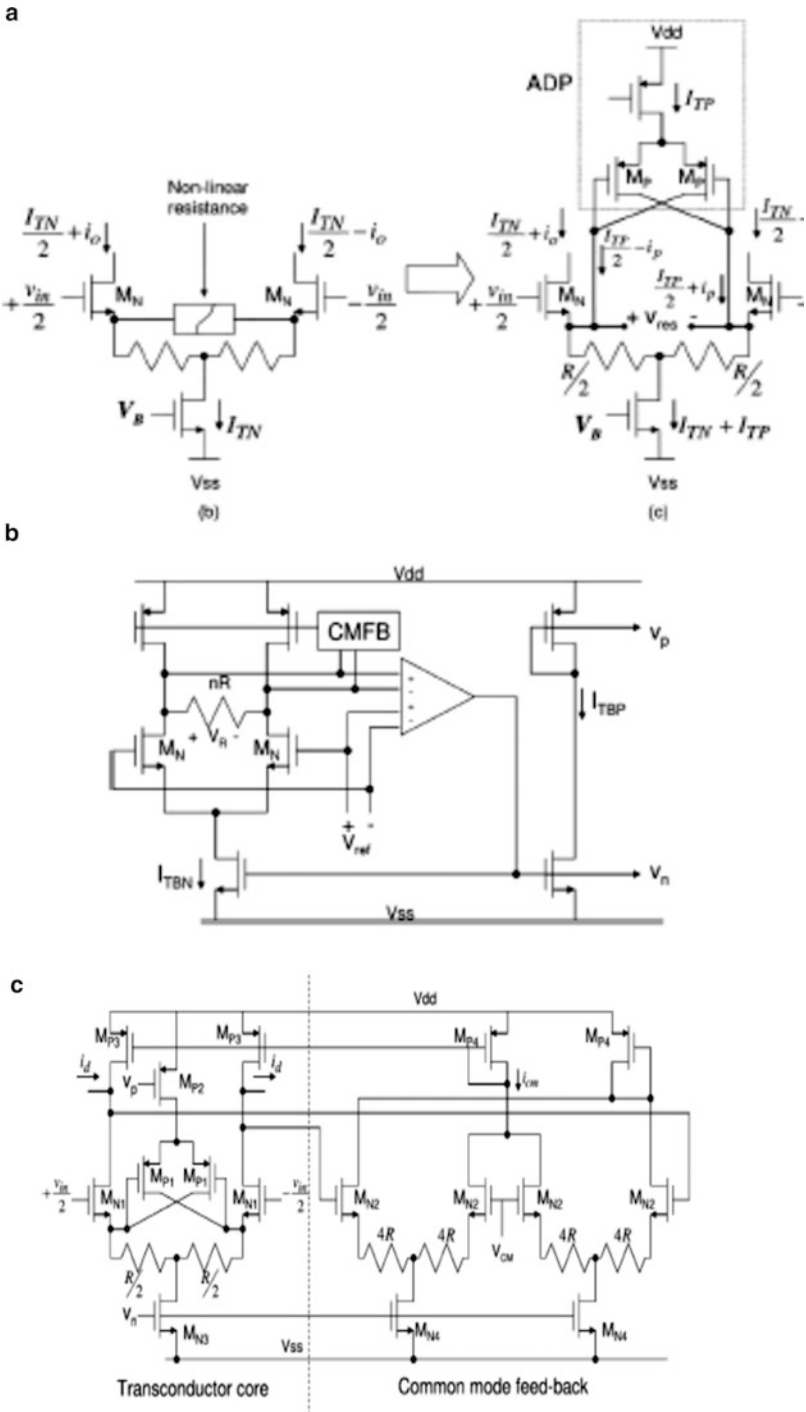 a
Vdd
ADP
I_TP
M_P M_P
Non-linear
resistance
I_TN/2 + i_o
I_TN/2 − i_o
I_TN/2 + i_o
I_TP/2 − i_p
I_TP/2 + i_p
I_TN/2 −
+ v_in/2
M_N
M_N
− v_in/2
+ v_in/2
M_N
+ v_res -
M_N
−
R/2
R/2
V_B
I_TN
V_B
I_TN + I_TP
Vss
Vss
(b)
(c)
b
Vdd
CMFB
V_p
nR
+ V_R -
M_N
M_N
+
-
+
-
I_TBP
+ -
V_ref
I_TBN
V_n
Vss
c
Vdd
M_P3
M_P3
M_P4
M_P4
i_d
i_d
V_p
M_P2
i_cm
M_P1
M_P1
+ v_in/2
M_N1
M_N1
− v_in/2
M_N2
M_N2
M_N2
M_N2
R/2
R/2
4R
4R
V_CM
4R
4R
V_n
M_N3
M_N4
M_N4
Vss
Transconductor core
Common mode feed-back